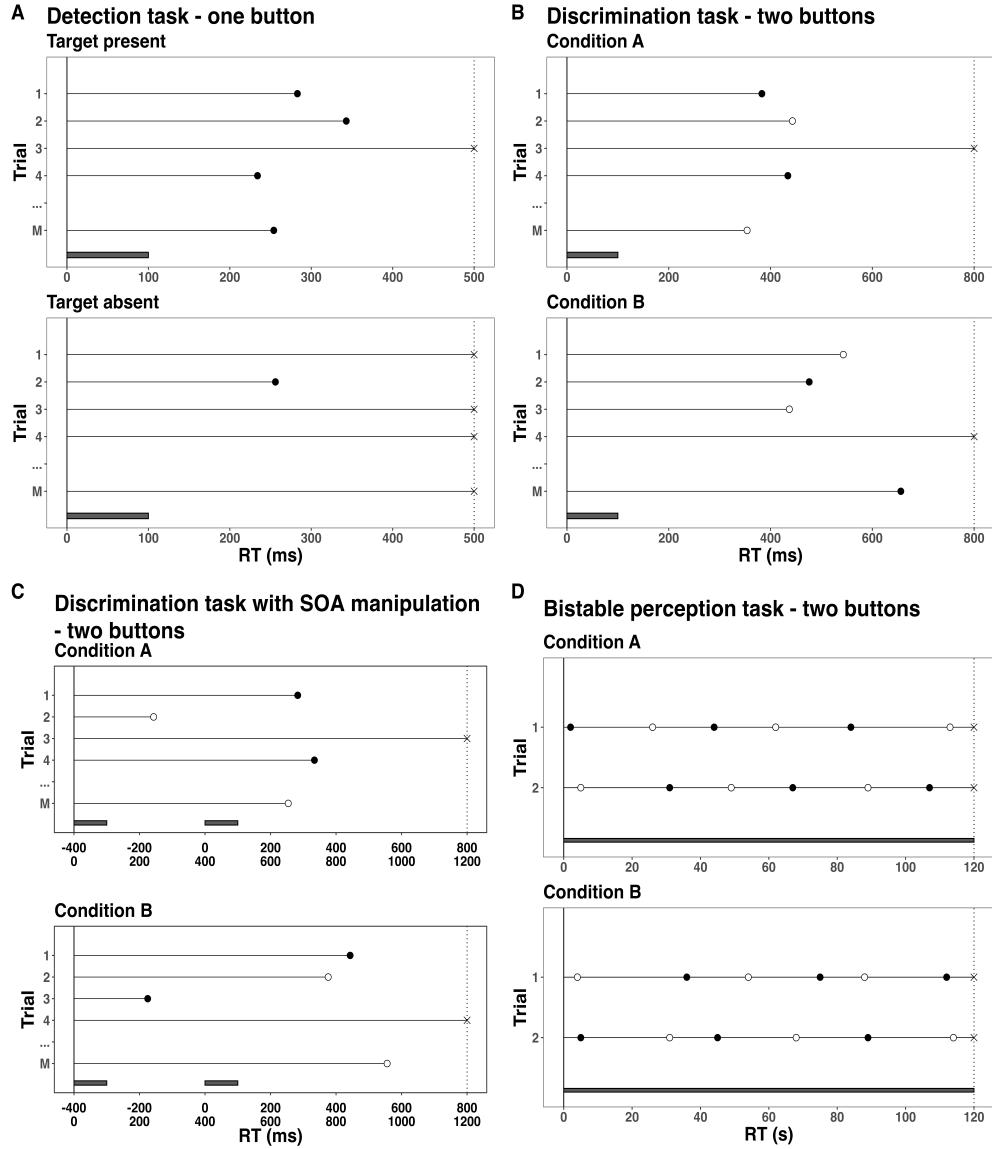 A
Detection task - one button
Target present
Trial
1
2
3
4
...
M
0 100 200 300 400 500
Target absent
Trial
1
2
3
4
...
M
0 100 200 300 400 500
RT (ms)
B
Discrimination task - two buttons
Condition A
Trial
1
2
3
4
...
M
0 200 400 600 800
Condition B
Trial
1
2
3
4
...
M
0 200 400 600 800
RT (ms)
C
Discrimination task with SOA manipulation
- two buttons
Condition A
Trial
1
2
3
4
...
M
-400 -200 0 200 400 600 800
0 200 400 600 800 1000 1200
Condition B
Trial
1
2
3
4
...
M
-400 -200 0 200 400 600 800
0 200 400 600 800 1000 1200
RT (ms)
D
Bistable perception task - two buttons
Condition A
Trial
1
2
0 20 40 60 80 100 120
Condition B
Trial
1
2
0 20 40 60 80 100 120
RT (s)